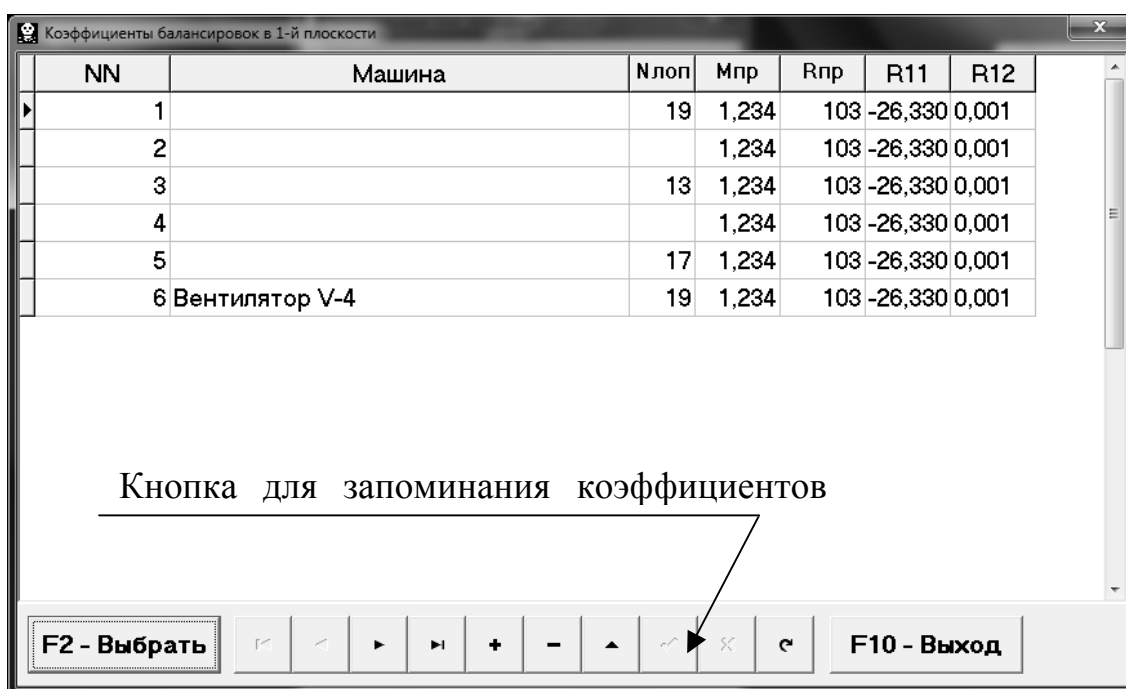 Коэффициенты балансировок в 1-й плоскости
NN Машина Nлоп Мпр Rпр R11 R12
1 19 1,234 103 -26,330 0,001
2 1,234 103 -26,330 0,001
3 13 1,234 103 -26,330 0,001
4 1,234 103 -26,330 0,001
5 17 1,234 103 -26,330 0,001
6 Вентилятор V-4 19 1,234 103 -26,330 0,001
Кнопка для запоминания коэффициентов
F2 - Выбрать F10 - Выход